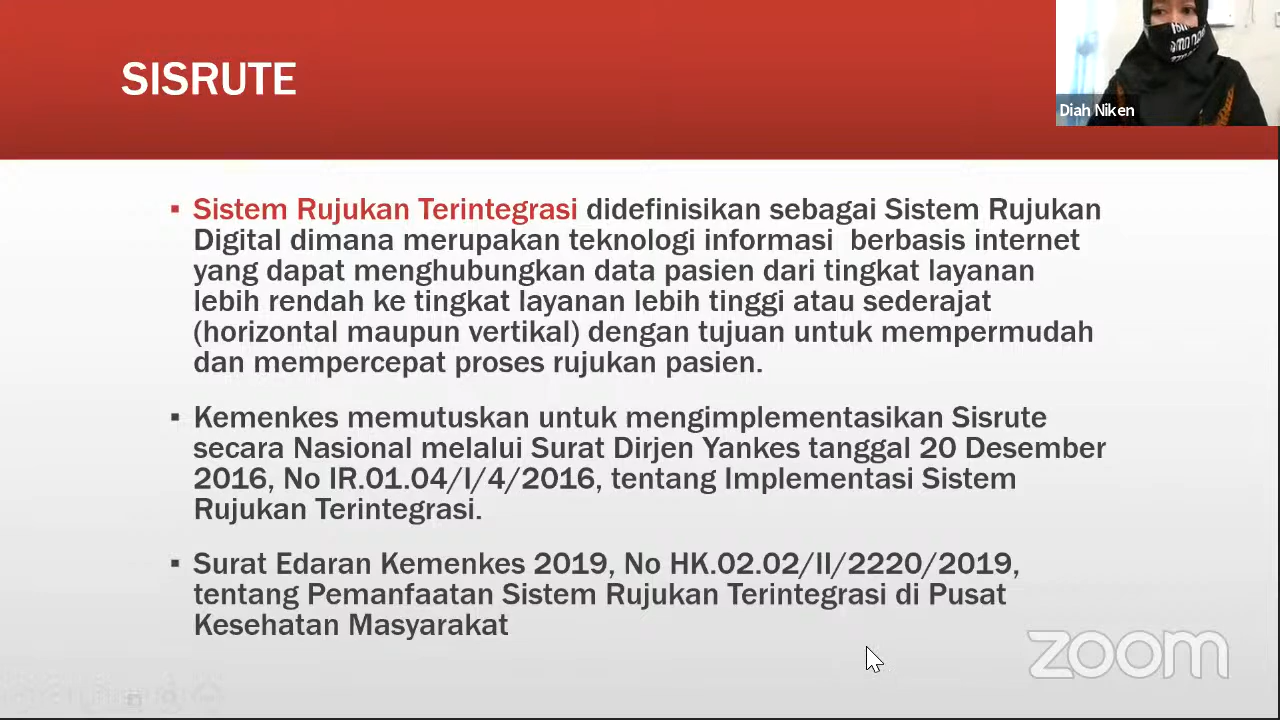 SISRUTE
Diah Niken
▪ Sistem Rujukan Terintegrasi didefinisikan sebagai Sistem Rujukan
Digital dimana merupakan teknologi informasi berbasis internet
yang dapat menghubungkan data pasien dari tingkat layanan
lebih rendah ke tingkat layanan lebih tinggi atau sederajat
(horizontal maupun vertikal) dengan tujuan untuk mempermudah
dan mempercepat proses rujukan pasien.
▪ Kemenkes memutuskan untuk mengimplementasikan Sisrute
secara Nasional melalui Surat Dirjen Yankes tanggal 20 Desember
2016, No IR.01.04/I/4/2016, tentang Implementasi Sistem
Rujukan Terintegrasi.
▪ Surat Edaran Kemenkes 2019, No HK.02.02/II/2220/2019,
tentang Pemanfaatan Sistem Rujukan Terintegrasi di Pusat
Kesehatan Masyarakat
zoom